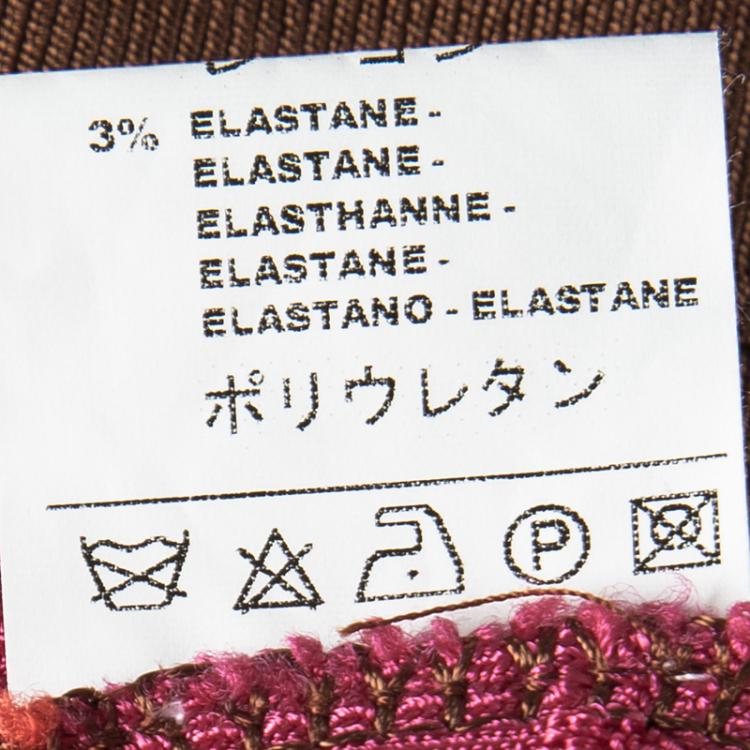 3% ELASTANE -
ELASTANE -
ELASTHANNE -
ELASTANE -
ELASTANO - ELASTANE
ポリウレタン
P